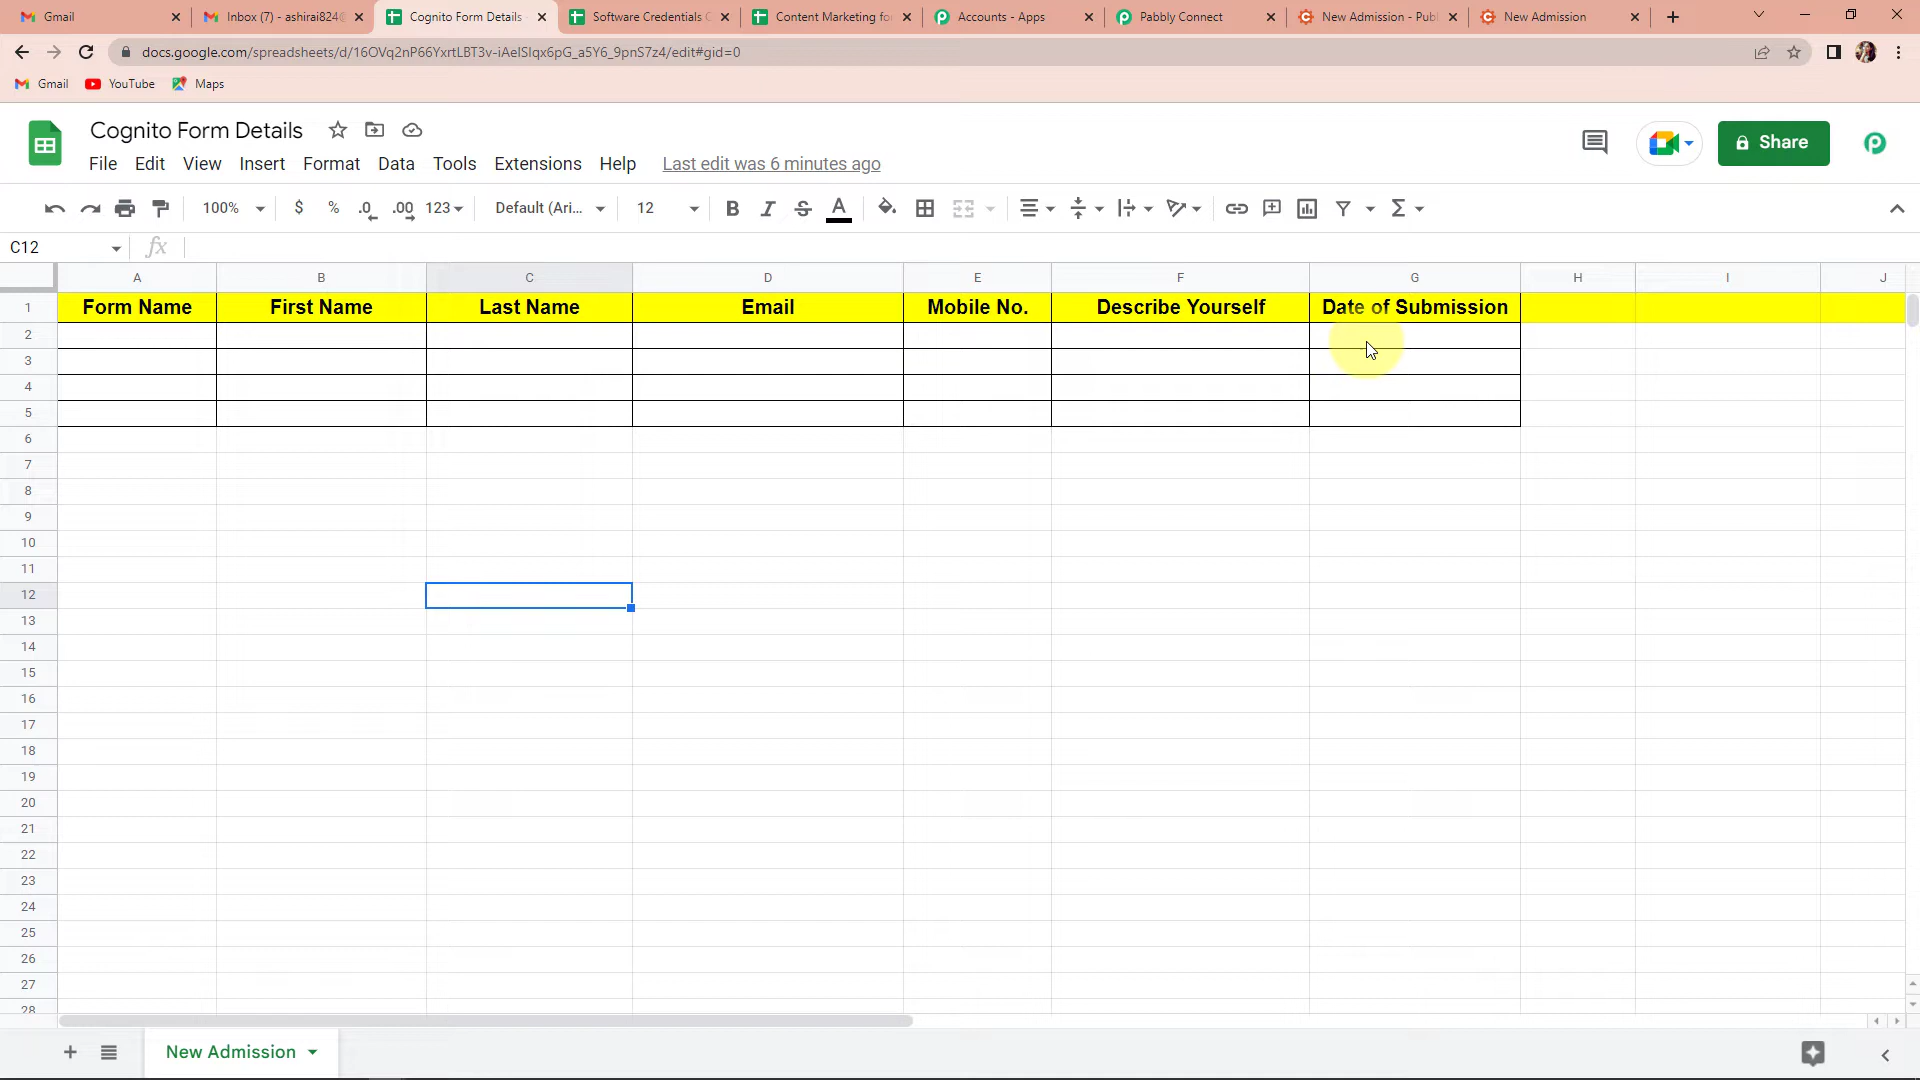 Gmail
Inbox (7) - ashirai824@
Cognito Form Details
Software Credentials
Content Marketing fo
Accounts - Apps
Pabbly Connect
New Admission - Publ
New Admission
docs.google.com/spreadsheets/d/16OVq2nP66YxrtLBT3v-iAelSIqx6pG_a5Y6_9pnS7z4/edit#gid=0
Gmail YouTube Maps
Cognito Form Details
File Edit View Insert Format Data Tools Extensions Help Last edit was 6 minutes ago
Share
100% $ % .0 .00 123 Default (Ari... 12 B I S A
C12 fx
A B C D E F G H I J
1 Form Name First Name Last Name Email Mobile No. Describe Yourself Date of Submission
2
3
4
5
6
7
8
9
10
11
12
13
14
15
16
17
18
19
20
21
22
23
24
25
26
27
28
New Admission